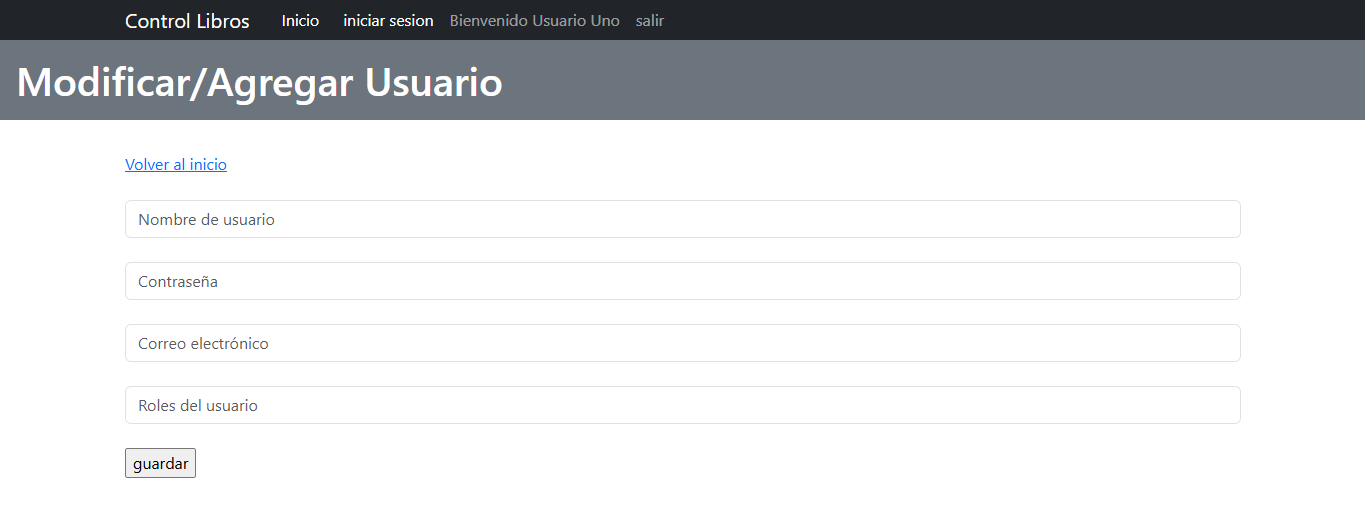 Control Libros Inicio iniciar sesion Bienvenido Usuario Uno salir
Modificar/Agregar Usuario
Volver al inicio
Nombre de usuario
Contraseña
Correo electrónico
Roles del usuario
guardar